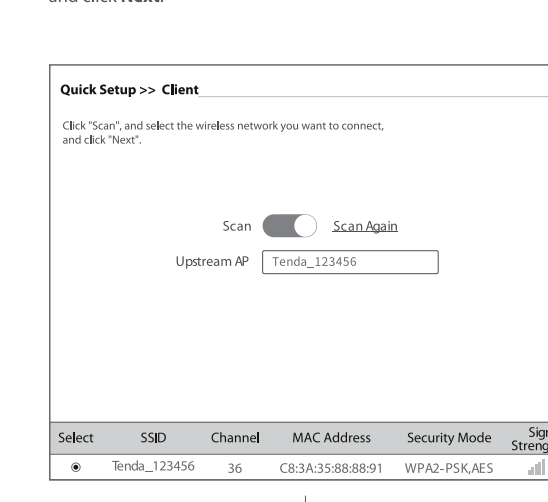 and click Next.
Quick Setup >> Client
Click "Scan", and select the wireless network you want to connect,
and click "Next".
Scan Scan Again
Upstream AP Tenda_123456
Select SSID Channel MAC Address Security Mode
Tenda_123456 36 C8:3A:35:88:88:91 WPA2-PSK,AES